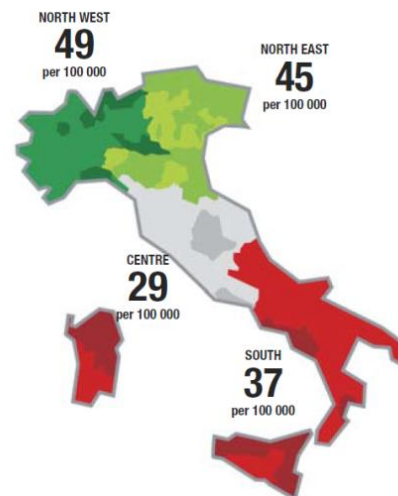 NORTH WEST
49
per 100 000
NORTH EAST
45
per 100 000
CENTRE
29
per 100 000
SOUTH
37
per 100 000